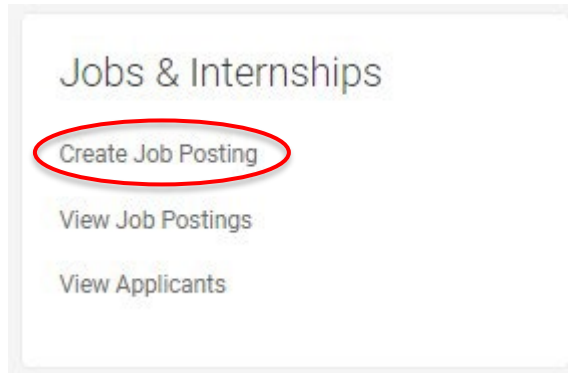 Jobs & Internships
Create Job Posting
View Job Postings
View Applicants